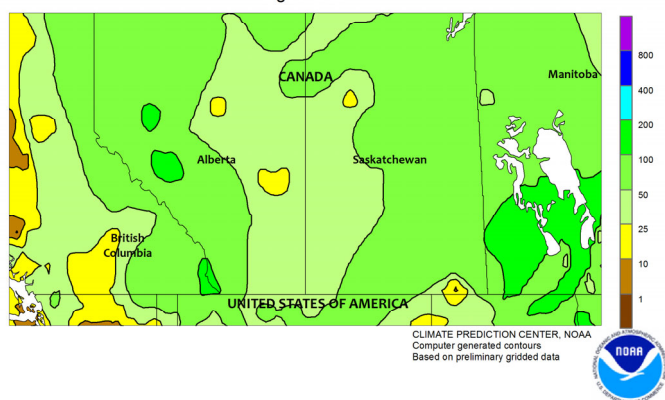 CANADA
Manitoba
Alberta
Saskatchewan
British
Columbia
UNITED STATES OF AMERICA
800
400
200
100
50
25
10
1
CLIMATE PREDICTION CENTER, NOAA
Computer generated contours
Based on preliminary gridded data
NOAA